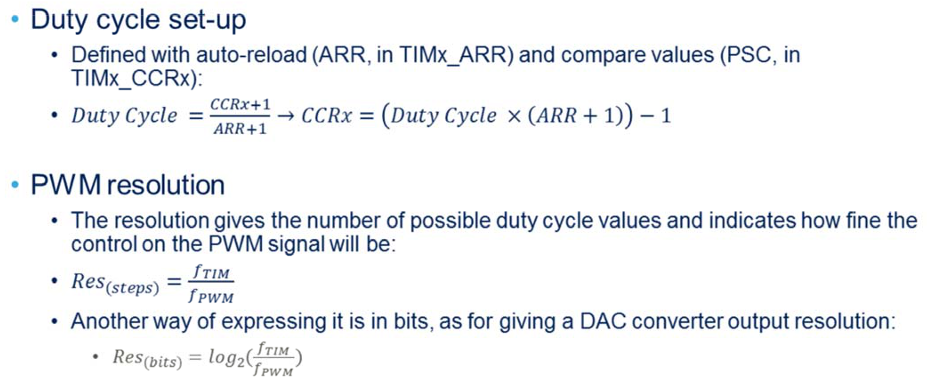 • Duty cycle set-up
• Defined with auto-reload (ARR, in TIMx_ARR) and compare values (PSC, in
TIMx_CCRx):
• Duty Cycle = \frac{CCRx+1}{ARR+1} → CCRx = (Duty Cycle × (ARR + 1)) − 1
• PWM resolution
• The resolution gives the number of possible duty cycle values and indicates how fine the
control on the PWM signal will be:
• Res_{(steps)} = \frac{f_{TIM}}{f_{PWM}}
• Another way of expressing it is in bits, as for giving a DAC converter output resolution:
• Res_{(bits)} = log_2(\frac{f_{TIM}}{f_{PWM}})